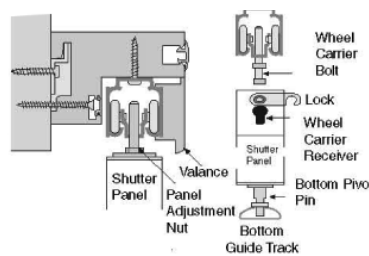 Wheel
Carrier
Bolt
Lock
Wheel
Carrier
Receiver
Shutter
Panel
Valance
Shutter
Panel
Panel
Adjustment
Nut
Bottom Pivo
Pin
Bottom
Guide Track